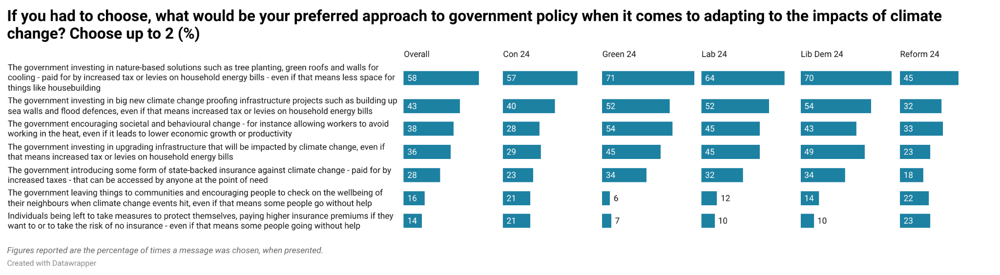 If you had to choose, what would be your preferred approach to government policy when it comes to adapting to the impacts of climate
change? Choose up to 2 (%)
Overall Con 24 Green 24 Lab 24 Lib Dem 24 Reform 24
The government investing in nature-based solutions such as tree planting, green roofs and walls for
cooling - paid for by increased tax or levies on household energy bills - even if that means less space for
things like housebuilding
58 57 71 64 70 45
The government investing in big new climate change proofing infrastructure projects such as building up
sea walls and flood defences, even if that means increased tax or levies on household energy bills
43 40 52 52 54 32
The government encouraging societal and behavioural change - for instance allowing workers to avoid
working in the heat, even if it leads to lower economic growth or productivity
38 28 54 45 43 33
The government investing in upgrading infrastructure that will be impacted by climate change, even if
that means increased tax or levies on household energy bills
36 29 45 45 49 23
The government introducing some form of state-backed insurance against climate change - paid for by
increased taxes - that can be accessed by anyone at the point of need
28 23 34 32 34 18
The government leaving things to communities and encouraging people to check on the wellbeing of
their neighbours when climate change events hit, even if that means some people go without help
16 21 6 12 14 22
Individuals being left to take measures to protect themselves, paying higher insurance premiums if they
want to or to take the risk of no insurance - even if that means some people going without help
14 21 7 10 10 23
Figures reported are the percentage of times a message was chosen, when presented.
Created with Datawrapper